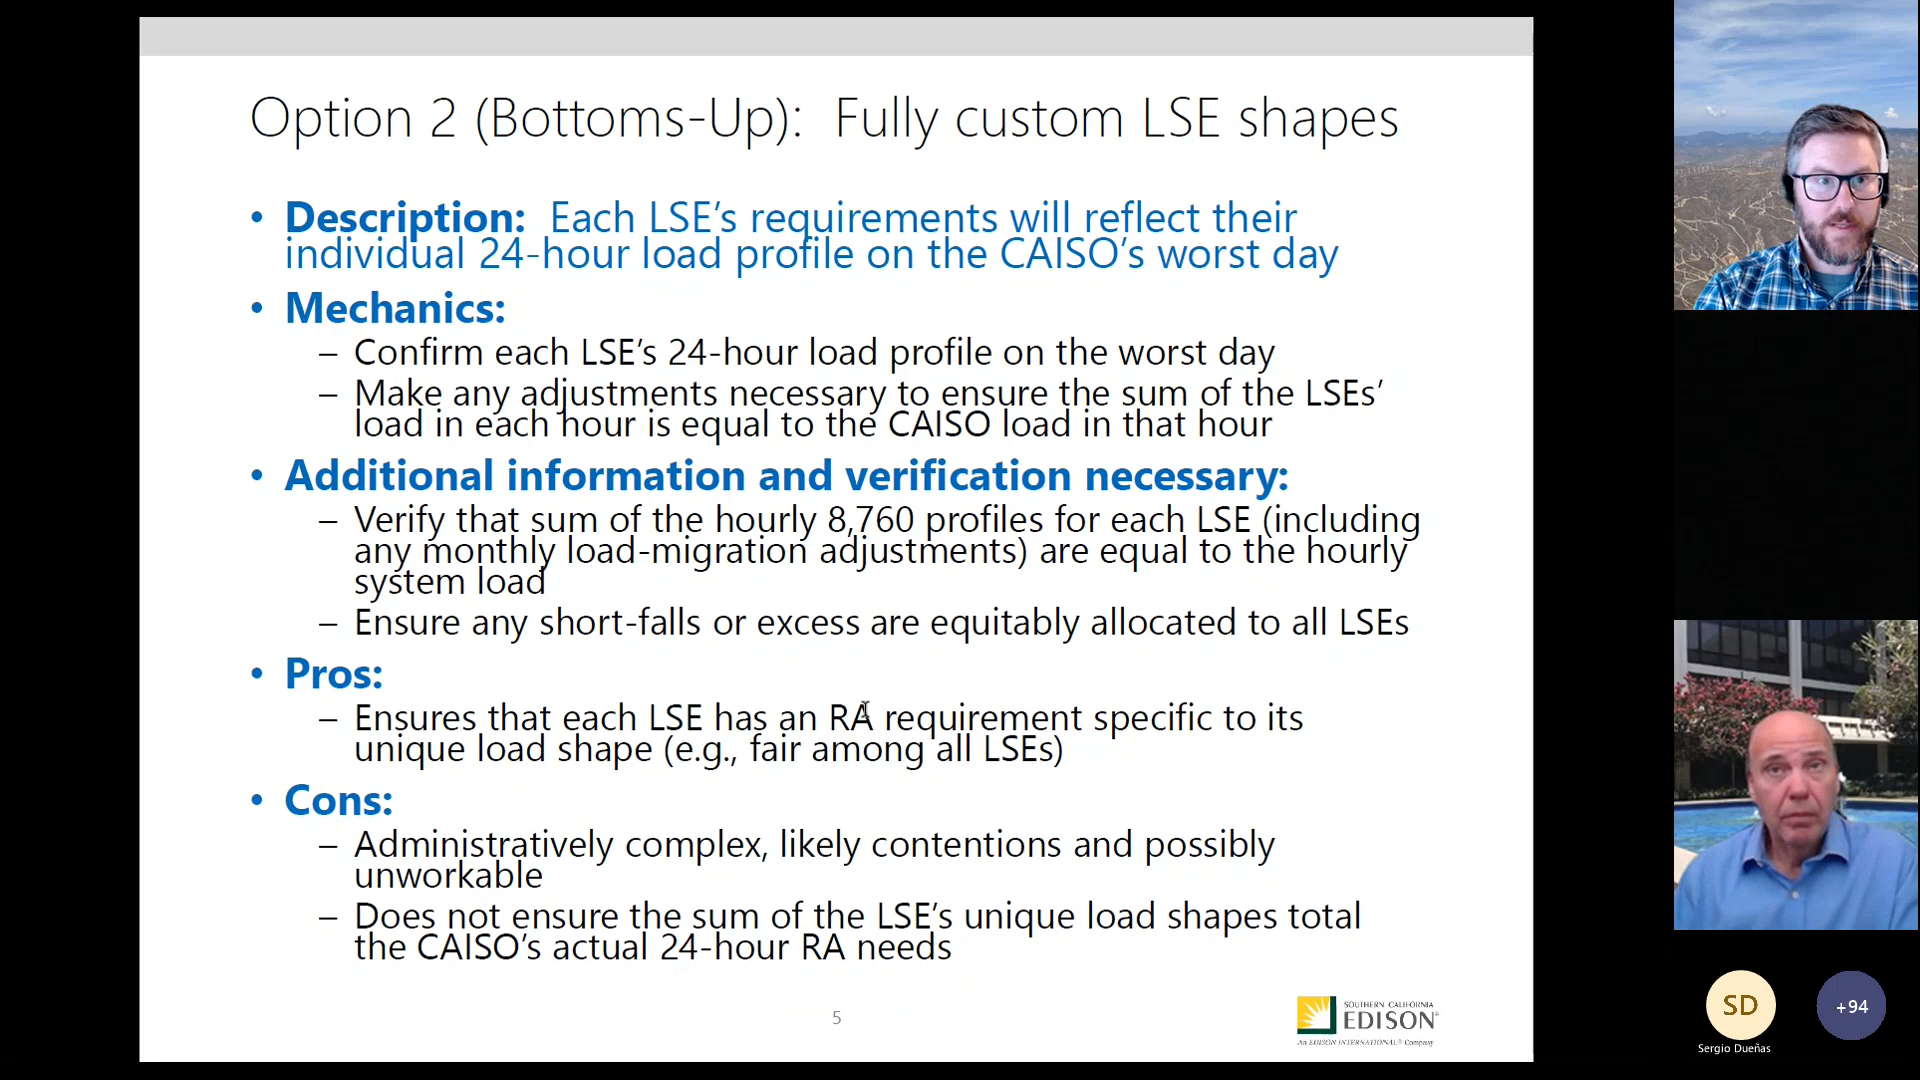 Option 2 (Bottoms-Up):  Fully custom LSE shapes
• Description:  Each LSE’s requirements will reflect their
individual 24-hour load profile on the CAISO’s worst day
• Mechanics:
– Confirm each LSE’s 24-hour load profile on the worst day
– Make any adjustments necessary to ensure the sum of the LSEs’
load in each hour is equal to the CAISO load in that hour
• Additional information and verification necessary:
– Verify that sum of the hourly 8,760 profiles for each LSE (including
any monthly load-migration adjustments) are equal to the hourly
system load
– Ensure any short-falls or excess are equitably allocated to all LSEs
• Pros:
– Ensures that each LSE has an RA requirement specific to its
unique load shape (e.g., fair among all LSEs)
• Cons:
– Administratively complex, likely contentions and possibly
unworkable
– Does not ensure the sum of the LSE’s unique load shapes total
the CAISO’s actual 24-hour RA needs
5
SOUTHERN CALIFORNIA
EDISON®
An EDISON INTERNATIONAL® Company
SD
+94
Sergio Dueñas